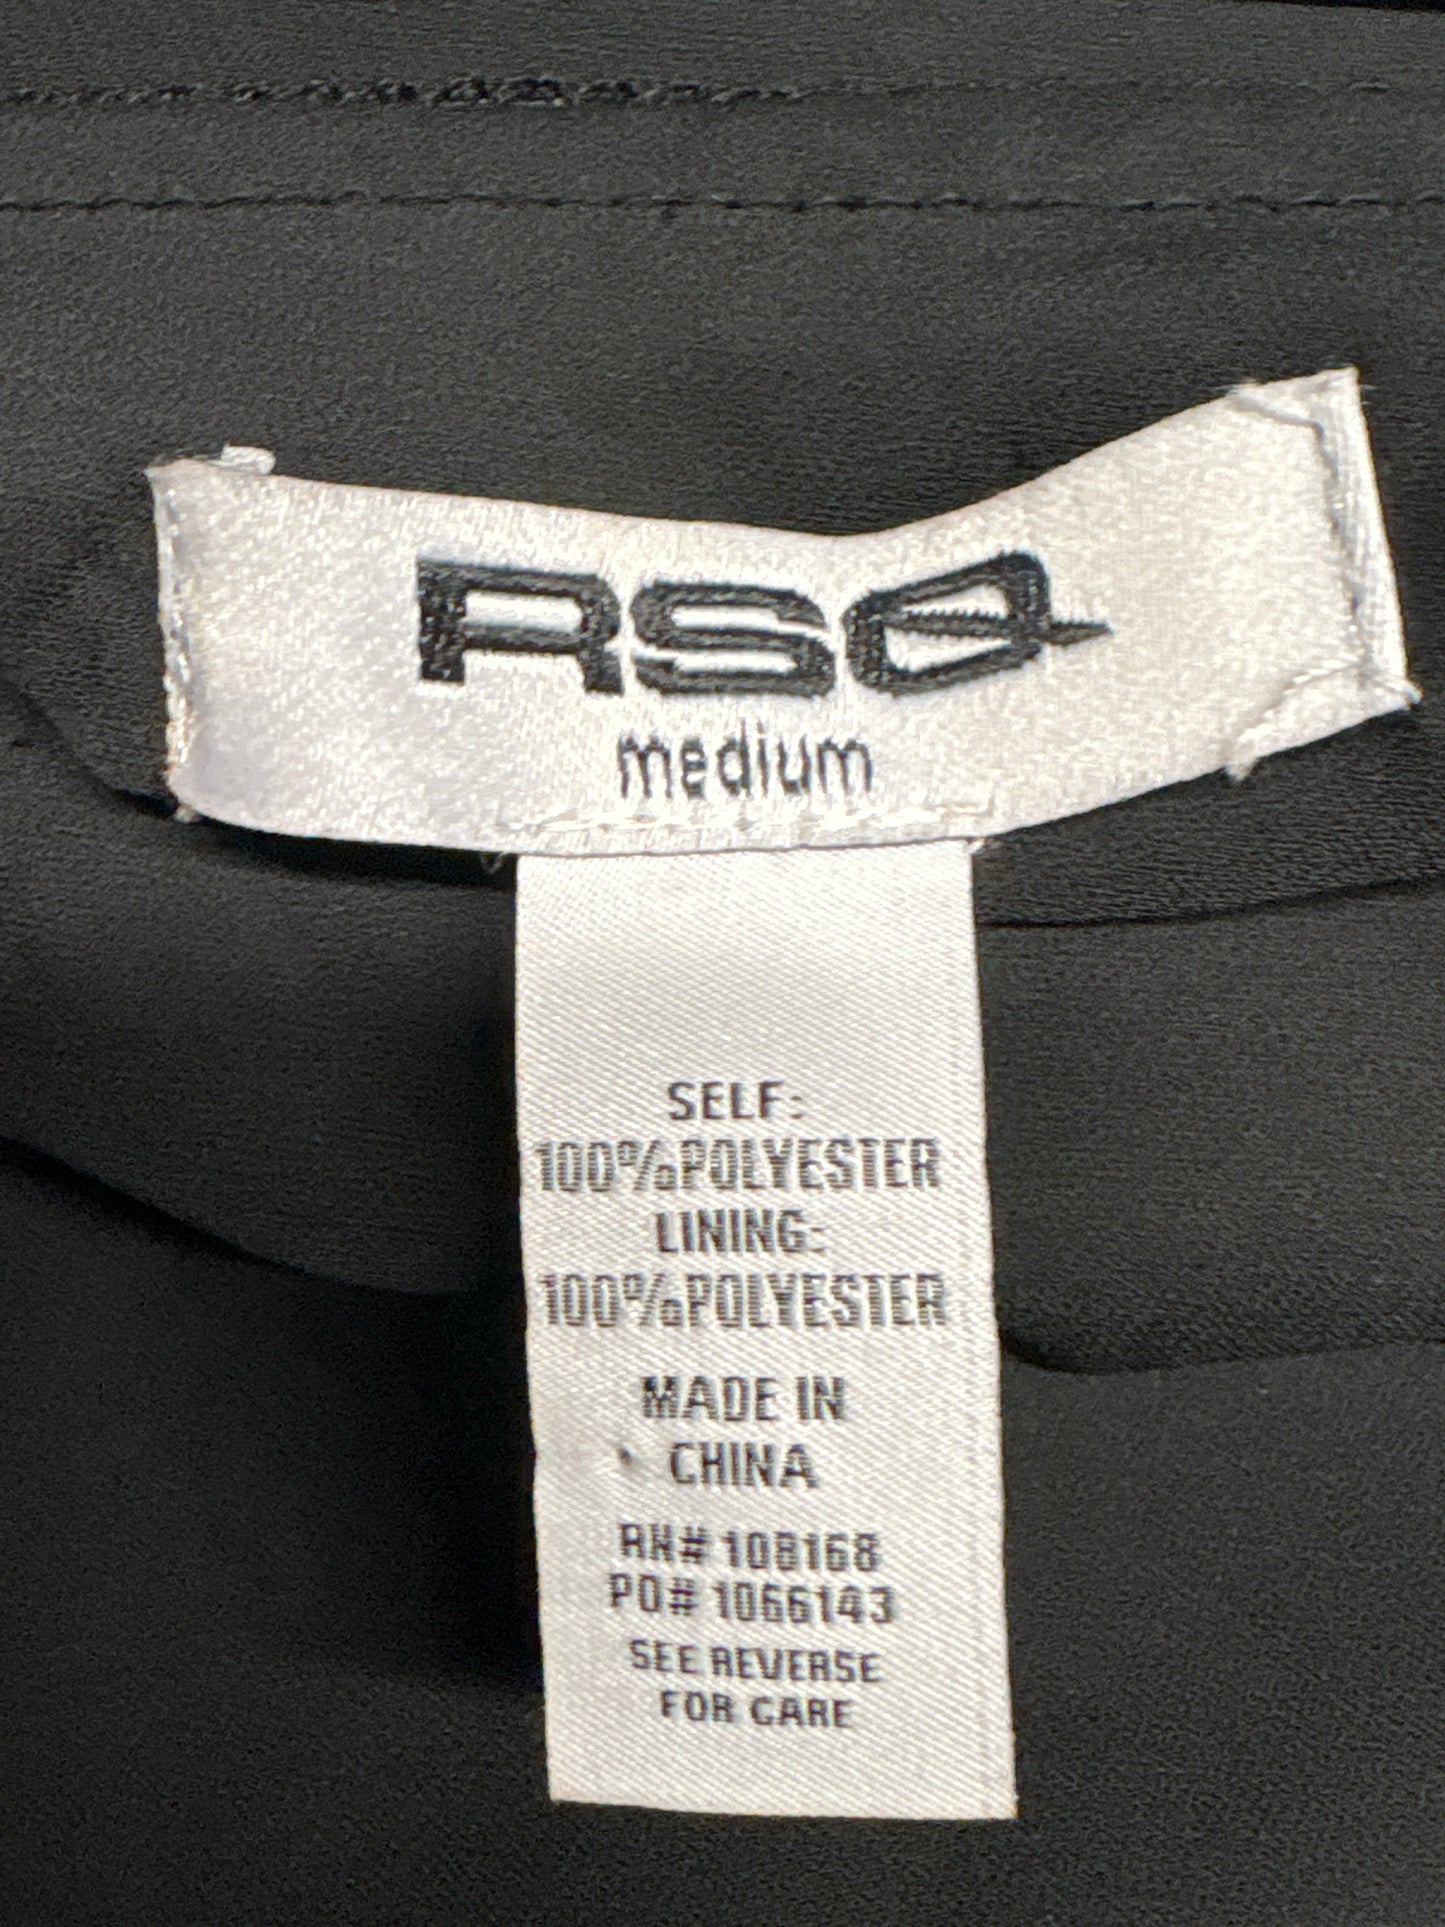 RSQ
medium
SELF:
100%POLYESTER
LINING:
100%POLYESTER
MADE IN
CHINA
RN# 108168
PO# 1066143
SEE REVERSE
FOR CARE